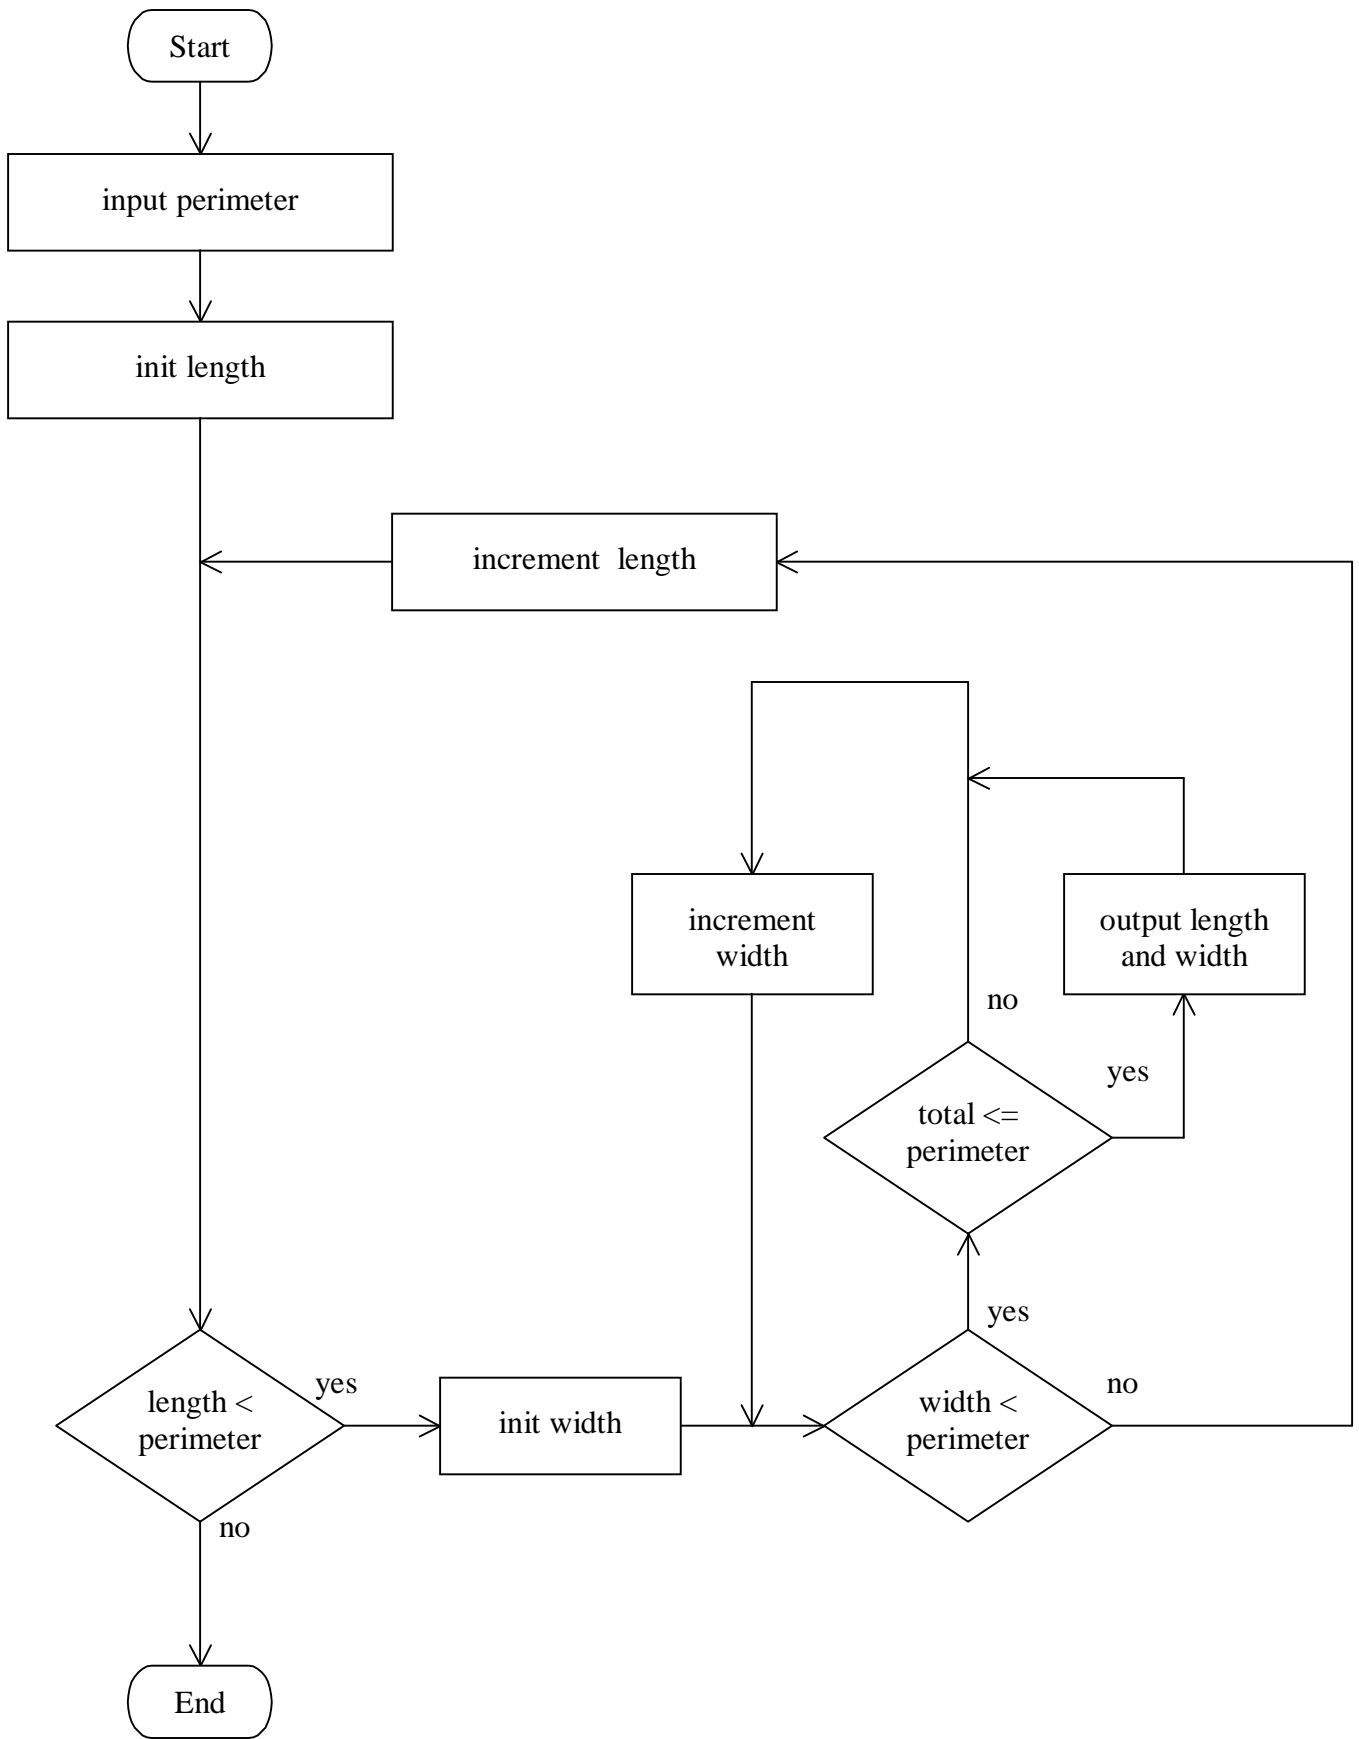 Start
input perimeter
init length
increment  length
increment
width
output length
and width
no
yes
total <=
perimeter
yes
length <
perimeter
yes
init width
width <
perimeter
no
no
End